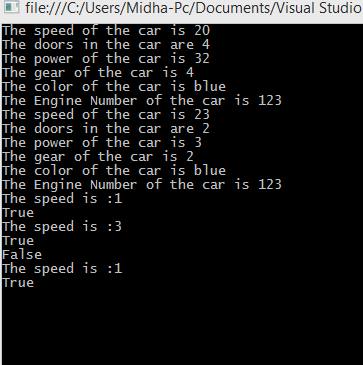 file:///C:/Users/Midha-Pc/Documents/Visual Studio
The speed of the car is 20
The doors in the car are 4
The power of the car is 32
The gear of the car is 4
The color of the car is blue
The Engine Number of the car is 123
The speed of the car is 23
The doors in the car are 2
The power of the car is 3
The gear of the car is 2
The color of the car is blue
The Engine Number of the car is 123
The speed is :1
True
The speed is :3
True
False
The speed is :1
True